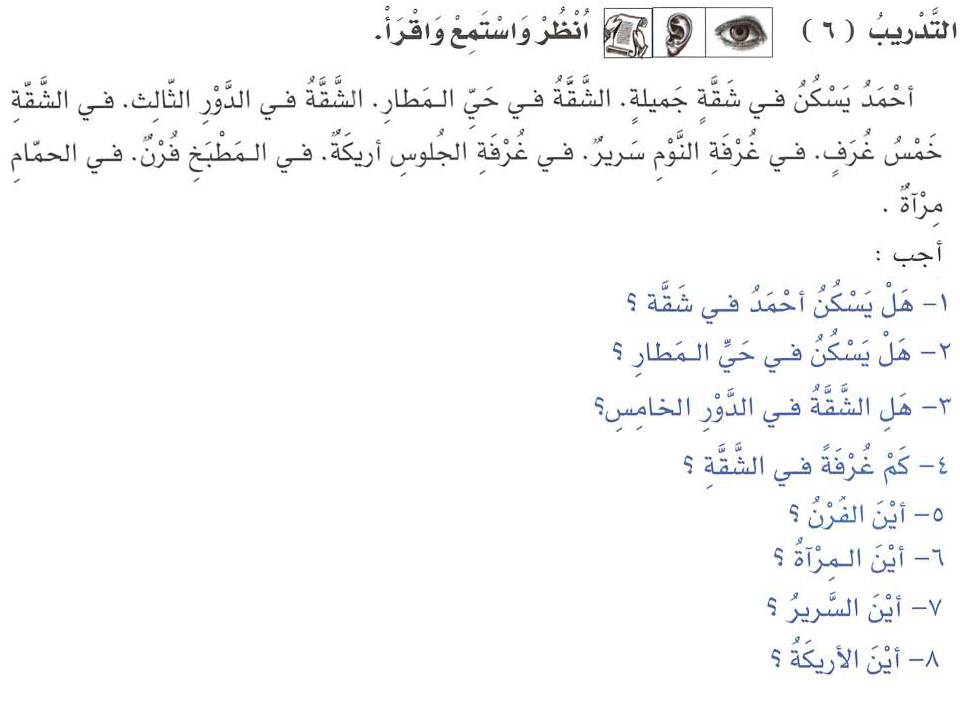 التَّدْرِيبُ ( ٦ ) اُنْظُرْ وَاسْتَمِعْ وَاقْرَأْ.
أحْمَدُ يَسْكُنُ في شَقَّةٍ جَميلةٍ. الشَّقَّةُ في حَيِّ المَطارِ. الشَّقَّةُ في الدَّوْرِ الثّالِث. في الشَّقّةِ
خَمْسُ غُرَفٍ. في غُرْفَةِ النَّوْمِ سَريرٌ. في غُرْفَةِ الجُلوسِ أريكَةٌ. في المَطْبَخِ فُرْنٌ. في الحمّامِ
مِرْآةٌ .
أجب :
١- هَلْ يَسْكُنُ أحْمَدُ في شَقَّة ؟
٢- هَلْ يَسْكُنُ في حَيِّ المَطارِ ؟
٣- هَلِ الشَّقَّةُ في الدَّوْرِ الخامِسِ؟
٤- كَمْ غُرْفَةً في الشَّقَّةِ ؟
٥- أيْنَ الفُرْنُ ؟
٦- أيْنَ المِرْآةُ ؟
٧- أيْنَ السَّريرُ ؟
٨- أيْنَ الأريكَةُ ؟